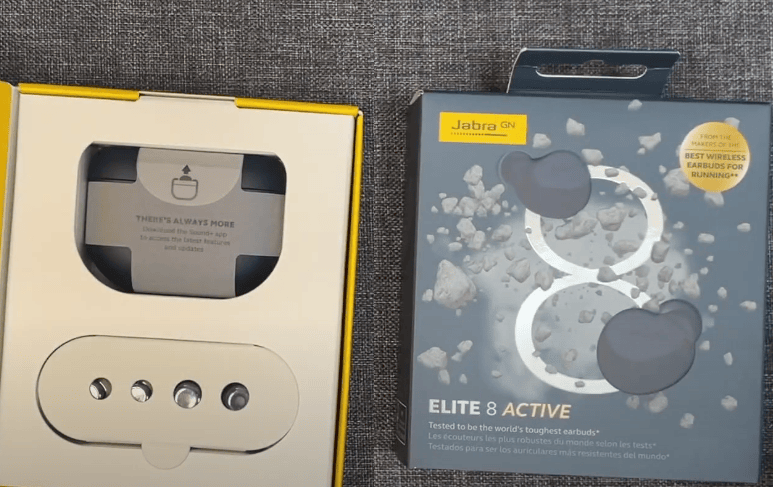 THERE'S ALWAYS MORE
Download the Sound+ app
to access the latest features
and updates
Jabra GN
FROM THE
MAKERS OF THE
BEST WIRELESS
EARBUDS FOR
RUNNING**
8
ELITE 8 ACTIVE
Tested to be the world's toughest earbuds*
Les écouteurs les plus robustes du monde selon les tests*
Testados para ser los auriculares más resistentes del mundo*